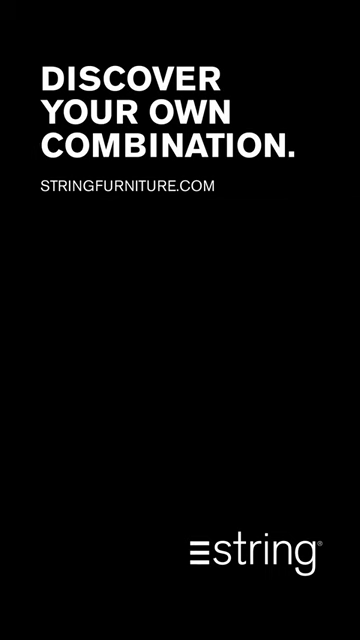 DISCOVER
YOUR OWN
COMBINATION.
STRINGFURNITURE.COM
string®